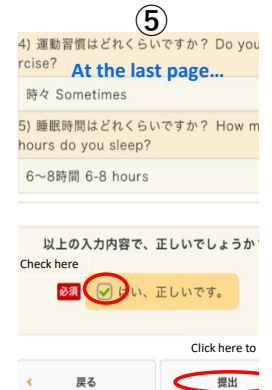 ⑤
4) 運動習慣はどれくらいですか? Do you
rcise?
At the last page…
時々 Sometimes
5) 睡眠時間はどれくらいですか? How m
hours do you sleep?
6〜8時間 6-8 hours
以上の入力内容で、正しいでしょうか?
Check here
必須 はい、正しいです。
Click here to
‹ 戻る
提出